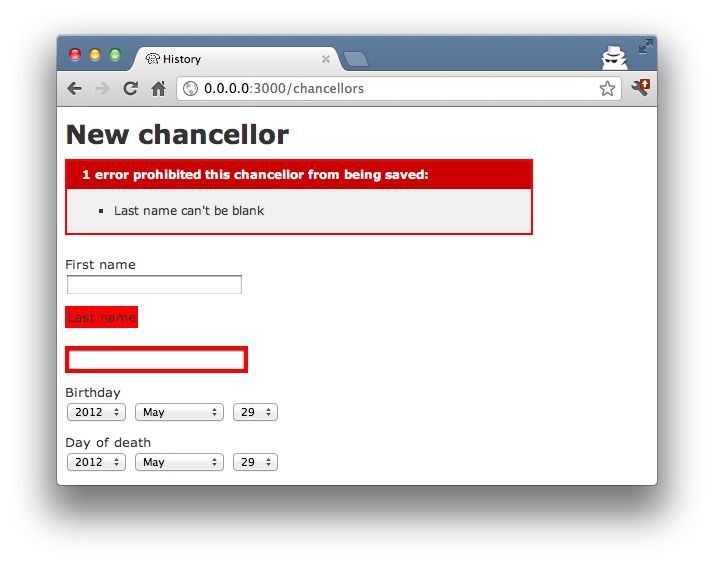 History
0.0.0.0:3000/chancellors
New chancellor
1 error prohibited this chancellor from being saved:
Last name can't be blank
First name
Last name
Birthday
2012 May 29
Day of death
2012 May 29